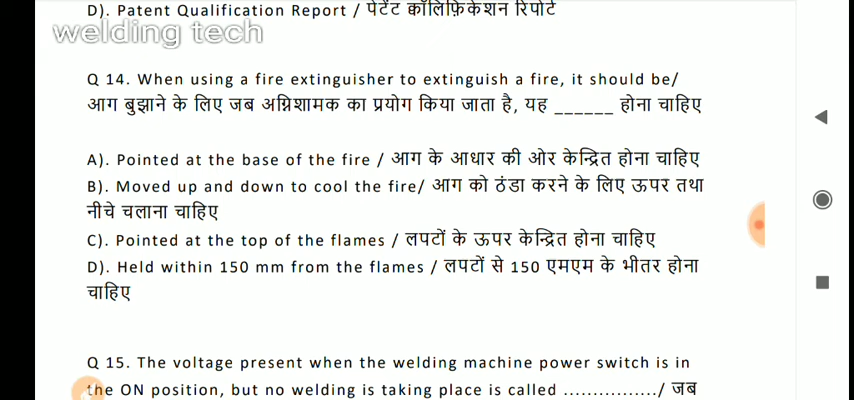 D). Patent Qualification Report / पेटेंट क्वॉलिफ़िकेशन रिपोर्ट
welding tech
Q 14. When using a fire extinguisher to extinguish a fire, it should be/
आग बुझाने के लिए जब अग्निशामक का प्रयोग किया जाता है, यह ______ होना चाहिए
A). Pointed at the base of the fire / आग के आधार की ओर केन्द्रित होना चाहिए
B). Moved up and down to cool the fire/ आग को ठंडा करने के लिए ऊपर तथा
नीचे चलाना चाहिए
C). Pointed at the top of the flames / लपटों के ऊपर केन्द्रित होना चाहिए
D). Held within 150 mm from the flames / लपटों से 150 एमएम के भीतर होना
चाहिए
Q 15. The voltage present when the welding machine power switch is in
the ON position, but no welding is taking place is called ................/ जब